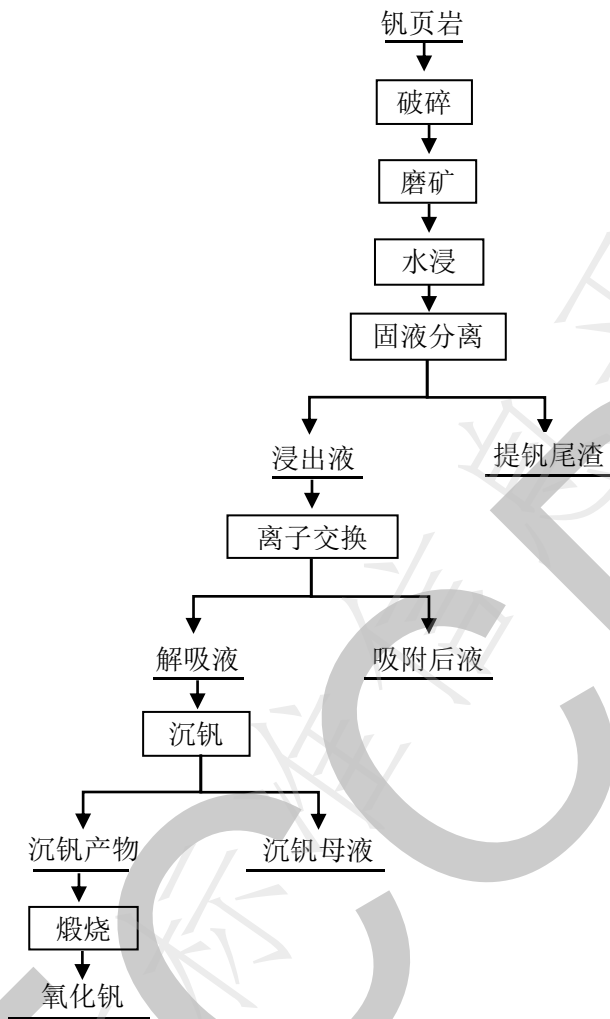 钒页岩
破碎
磨矿
水浸
固液分离
浸出液
提钒尾渣
离子交换
解吸液
吸附后液
沉钒
沉钒产物
沉钒母液
煅烧
氧化钒